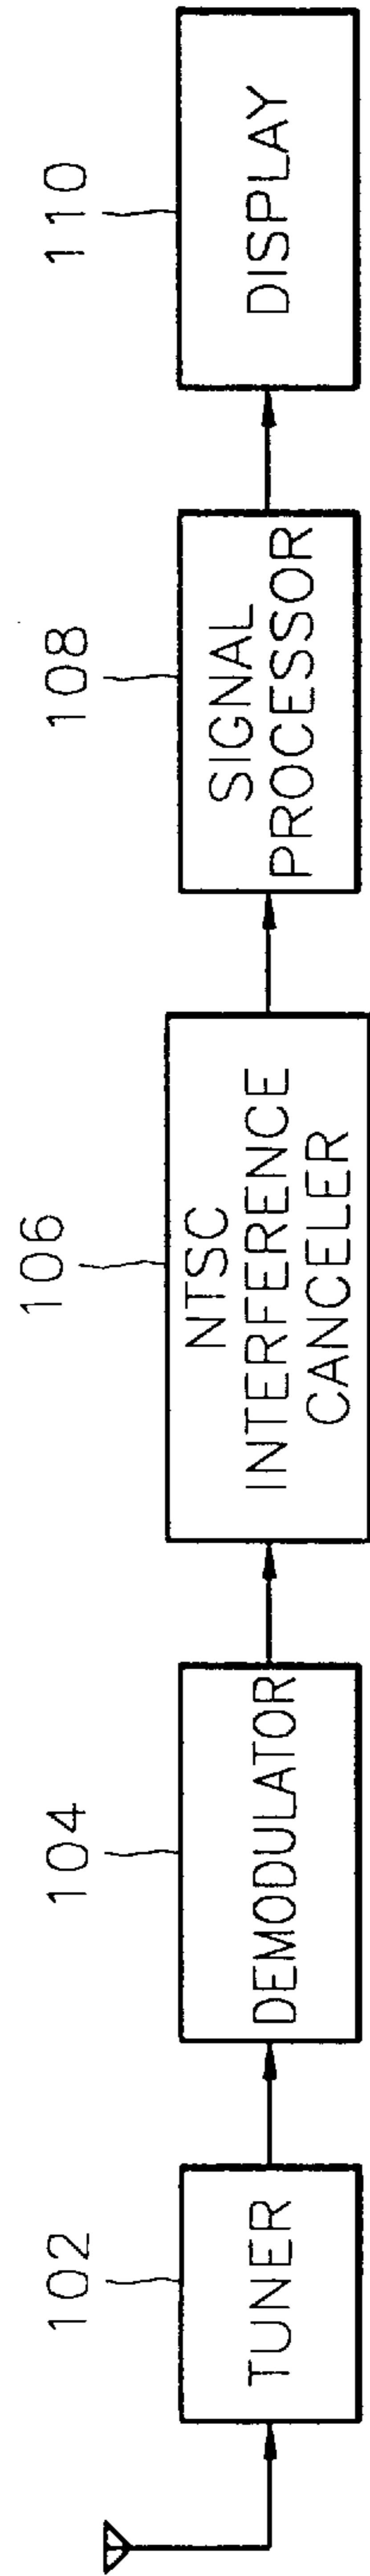 102
TUNER
104
DEMODULATOR
106
NTSC
INTERFERENCE
CANCELER
108
SIGNAL
PROCESSOR
110
DISPLAY